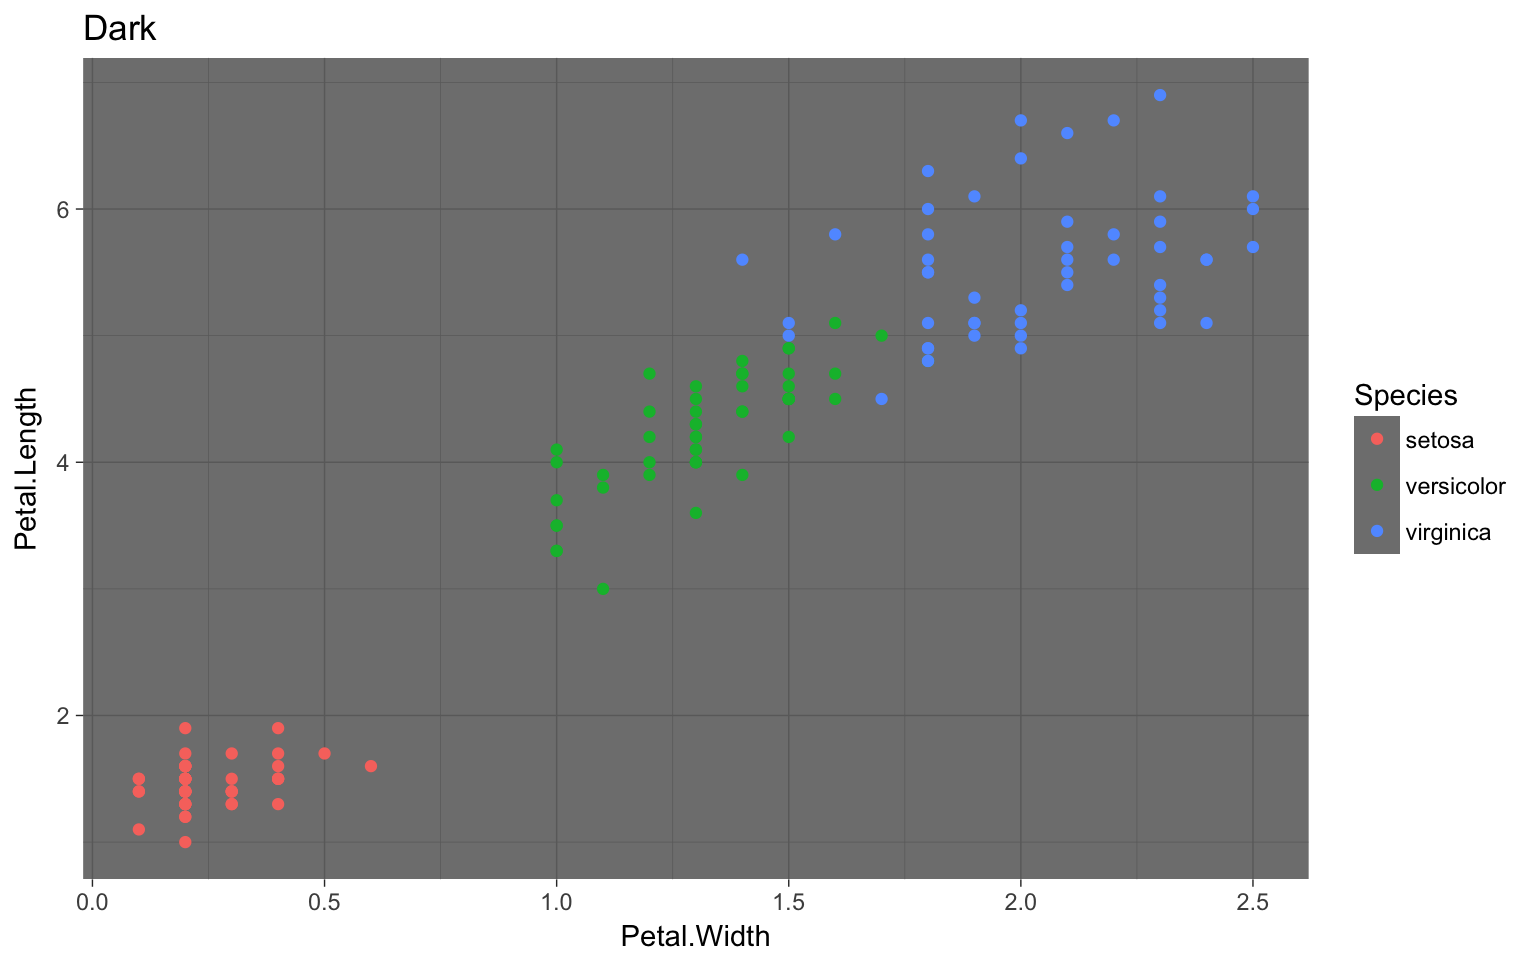 Dark
Petal.Length
6
4
2
0.0 0.5 1.0 1.5 2.0 2.5
Petal.Width
Species
setosa
versicolor
virginica